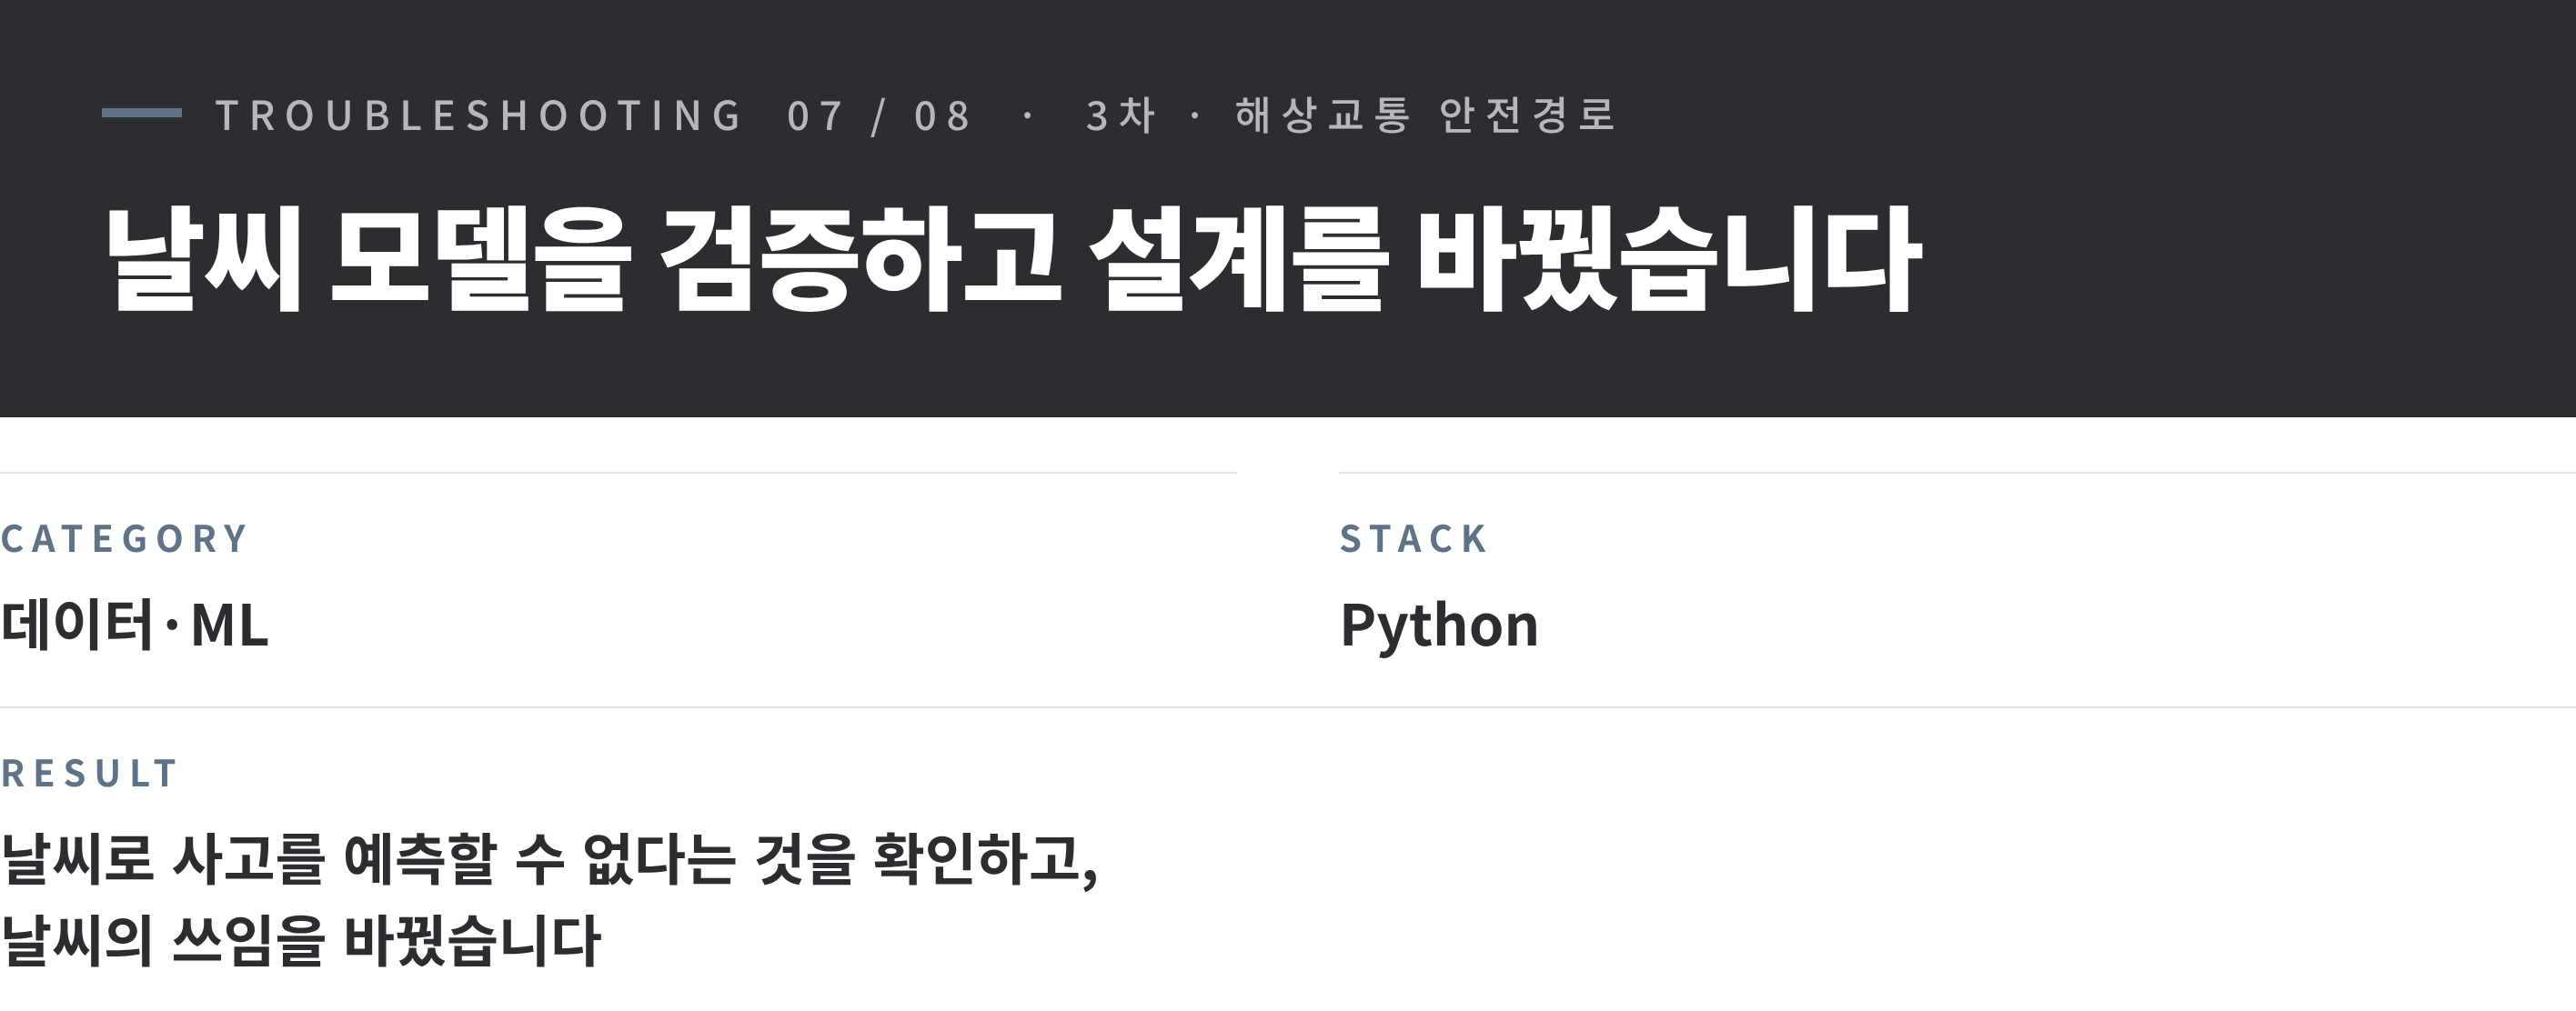 TROUBLESHOOTING 07 / 08 · 3차 · 해상교통 안전경로
날씨 모델을 검증하고 설계를 바꿨습니다
CATEGORY
데이터·ML
STACK
Python
RESULT
날씨로 사고를 예측할 수 없다는 것을 확인하고,
날씨의 쓰임을 바꿨습니다